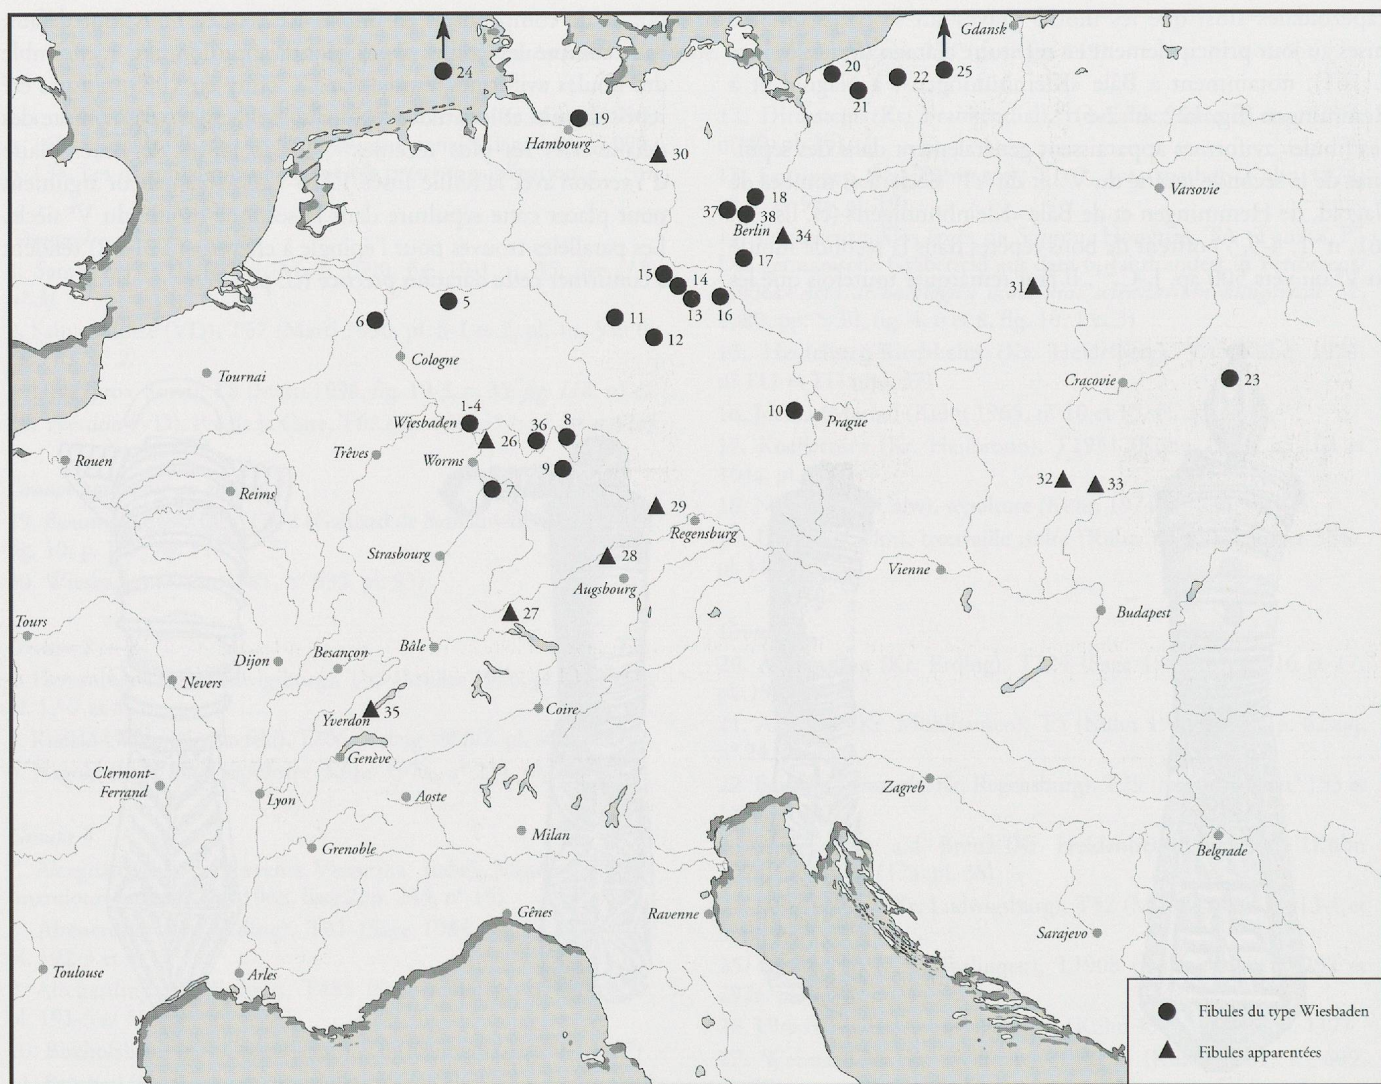 Gdansk
24
20
22
25
21
19
Hambourg
30
Varsovie
18
37
38
Berlin
34
17
15
14
31
5
13
16
6
11
12
Cologne
Tournai
Cracovie
23
1-4
10
Prague
Wiesbaden
36
8
26
Rouen
Trêves
Worms
9
32
33
Reims
7
29
Regensburg
Strasbourg
28
Vienne
Augsbourg
27
Budapest
Tours
Bâle
Besançon
Dijon
Nevers
35
Coire
Yverdon
Genève
Clermont-
Ferrand
Lyon
Aoste
Zagreb
Milan
Grenoble
Belgrade
Gênes
Ravenne
Sarajevo
Toulouse
Arles
Fibules du type Wiesbaden
Fibules apparentées